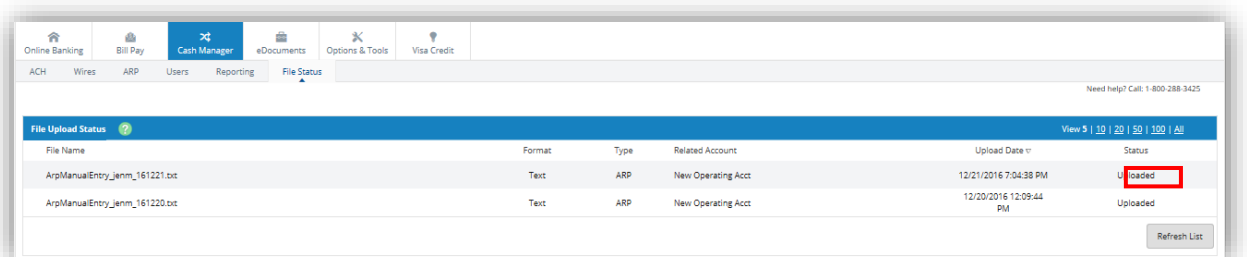 Online Banking Bill Pay Cash Manager eDocuments Options & Tools Visa Credit
ACH Wires ARP Users Reporting File Status
Need help? Call: 1-800-288-3425
File Upload Status ? View 5 | 10 | 20 | 50 | 100 | All
File Name Format Type Related Account Upload Date Status
ArpManualEntry_jenm_161221.txt Text ARP New Operating Acct 12/21/2016 7:04:38 PM Uploaded
ArpManualEntry_jenm_161220.txt Text ARP New Operating Acct 12/20/2016 12:09:44 PM Uploaded
Refresh List